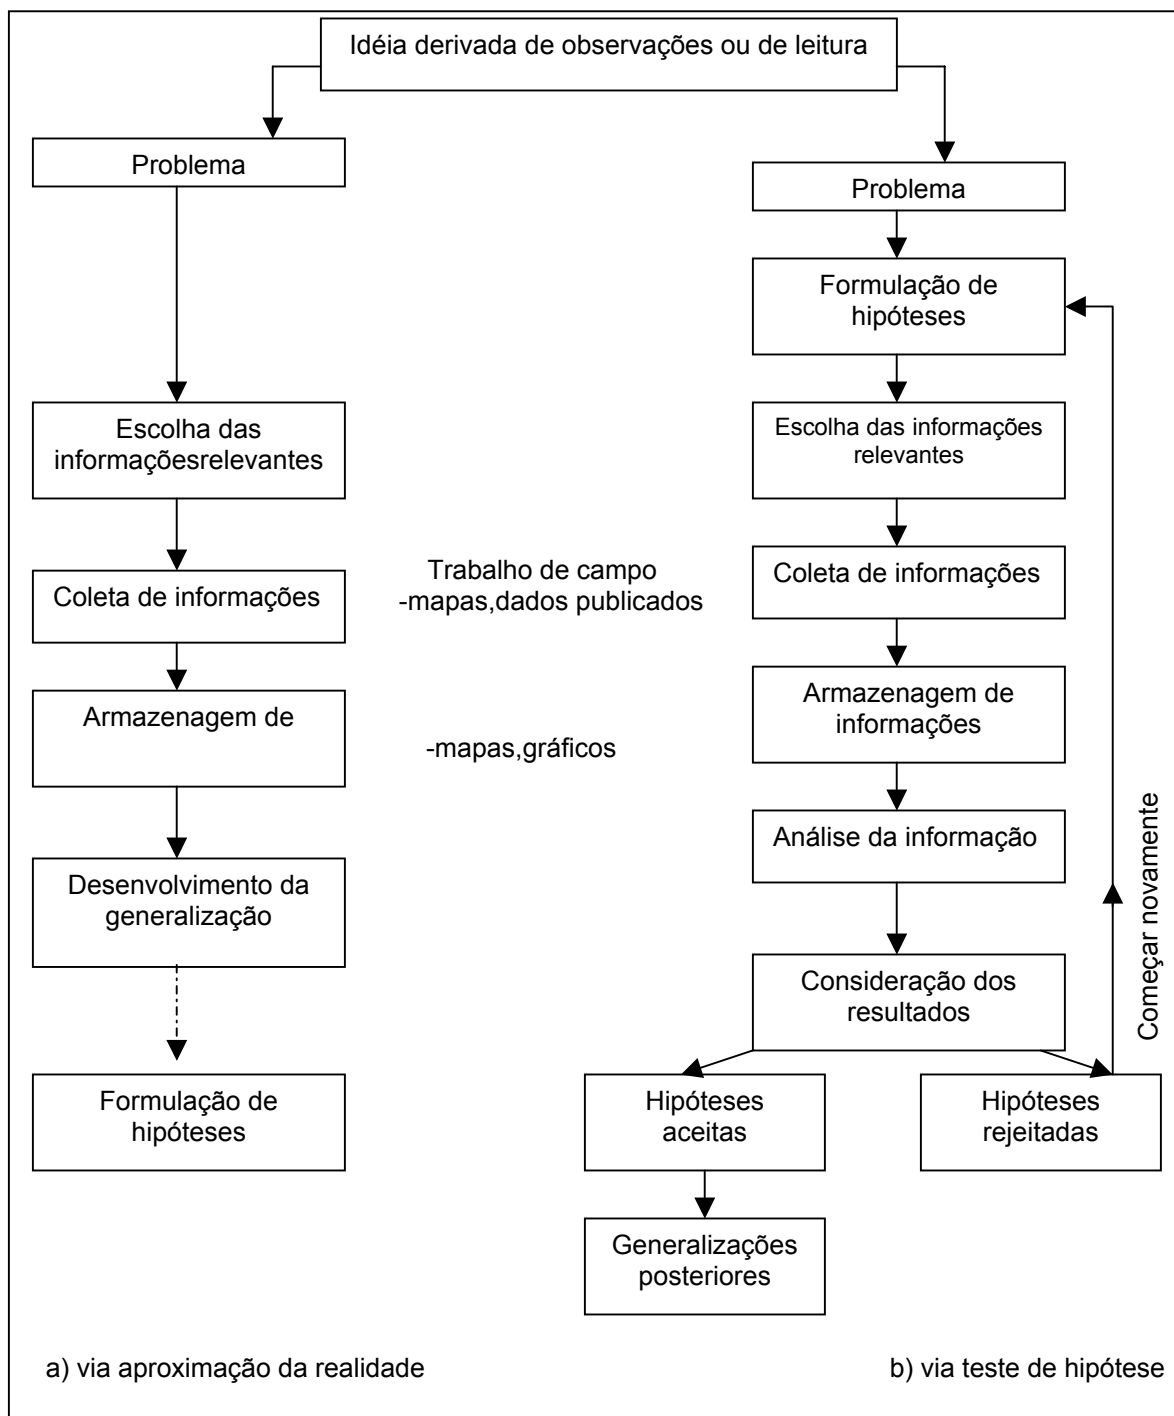 Idéia derivada de observações ou de leitura
Problema
Escolha das
informaçõesrelevantes
Coleta de informações
Armazenagem de
Desenvolvimento da
generalização
Formulação de
hipóteses
Trabalho de campo
-mapas,dados publicados
-mapas,gráficos
Problema
Formulação de
hipóteses
Escolha das informações
relevantes
Coleta de informações
Armazenagem de
informações
Análise da informação
Consideração dos
resultados
Hipóteses
aceitas
Hipóteses
rejeitadas
Começar novamente
Generalizações
posteriores
a) via aproximação da realidade
b) via teste de hipótese